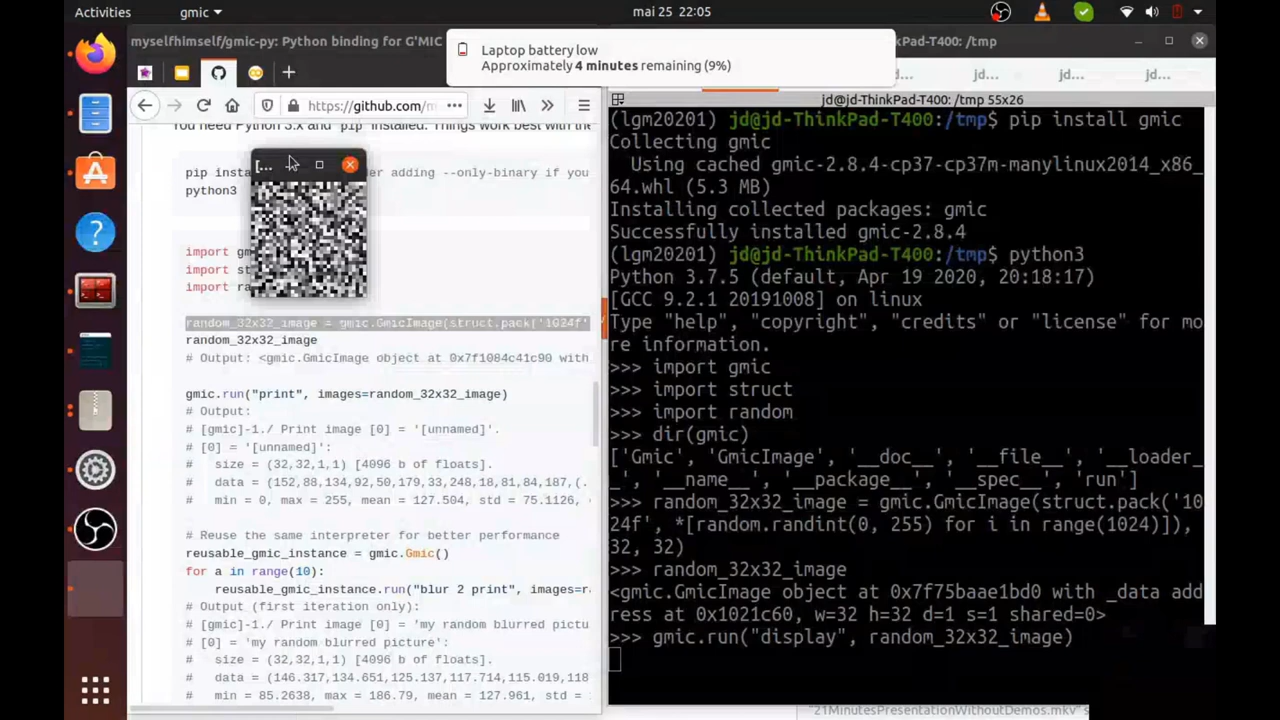 Activities
gmic
mai 25 22:05
myselfhimself/gmic-py: Python binding for G'MIC
Laptop battery low
Approximately 4 minutes remaining (9%)
kPad-T400: /tmp
https://github.com/m
jd...
jd...
jd...
jd@jd-ThinkPad-T400: /tmp 55x26
You need Python 3.x and pip installed. Things work best with the
[...
pip insta
der adding --only-binary if you
python3
import gm
import st
import ra
random_32x32_image = gmic.GmicImage(struct.pack('1024f'
random_32x32_image
# Output: <gmic.GmicImage object at 0x7f1084c41c90 with
gmic.run("print", images=random_32x32_image)
# Output:
# [gmic]-1./ Print image [0] = '[unnamed]'.
# [0] = '[unnamed]':
#   size = (32,32,1,1) [4096 b of floats].
#   data = (152,88,134,92,50,179,33,248,18,81,84,187,(.
#   min = 0, max = 255, mean = 127.504, std = 75.1126,
# Reuse the same interpreter for better performance
reusable_gmic_instance = gmic.Gmic()
for a in range(10):
    reusable_gmic_instance.run("blur 2 print", images=ra
# Output (first iteration only):
# [gmic]-1./ Print image [0] = 'my random blurred pictu
# [0] = 'my random blurred picture':
#   size = (32,32,1,1) [4096 b of floats].
#   data = (146.317,134.651,125.137,117.714,115.019,118
#   min = 85.2638, max = 186.79, mean = 127.961, std =
(lgm20201) jd@jd-ThinkPad-T400:/tmp$ pip install gmic
Collecting gmic
  Using cached gmic-2.8.4-cp37-cp37m-manylinux2014_x86_
64.whl (5.3 MB)
Installing collected packages: gmic
Successfully installed gmic-2.8.4
(lgm20201) jd@jd-ThinkPad-T400:/tmp$ python3
Python 3.7.5 (default, Apr 19 2020, 20:18:17)
[GCC 9.2.1 20191008] on linux
Type "help", "copyright", "credits" or "license" for mo
re information.
>>> import gmic
>>> import struct
>>> import random
>>> dir(gmic)
['Gmic', 'GmicImage', '__doc__', '__file__', '__loader_
_', '__name__', '__package__', '__spec__', 'run']
>>> random_32x32_image = gmic.GmicImage(struct.pack('10
24f', *[random.randint(0, 255) for i in range(1024)]),
32, 32)
>>> random_32x32_image
<gmic.GmicImage object at 0x7f75baae1bd0 with _data add
ress at 0x1021c60, w=32 h=32 d=1 s=1 shared=0>
>>> gmic.run("display", random_32x32_image)
"21MinutesPresentationWithoutDemos.mkv" s